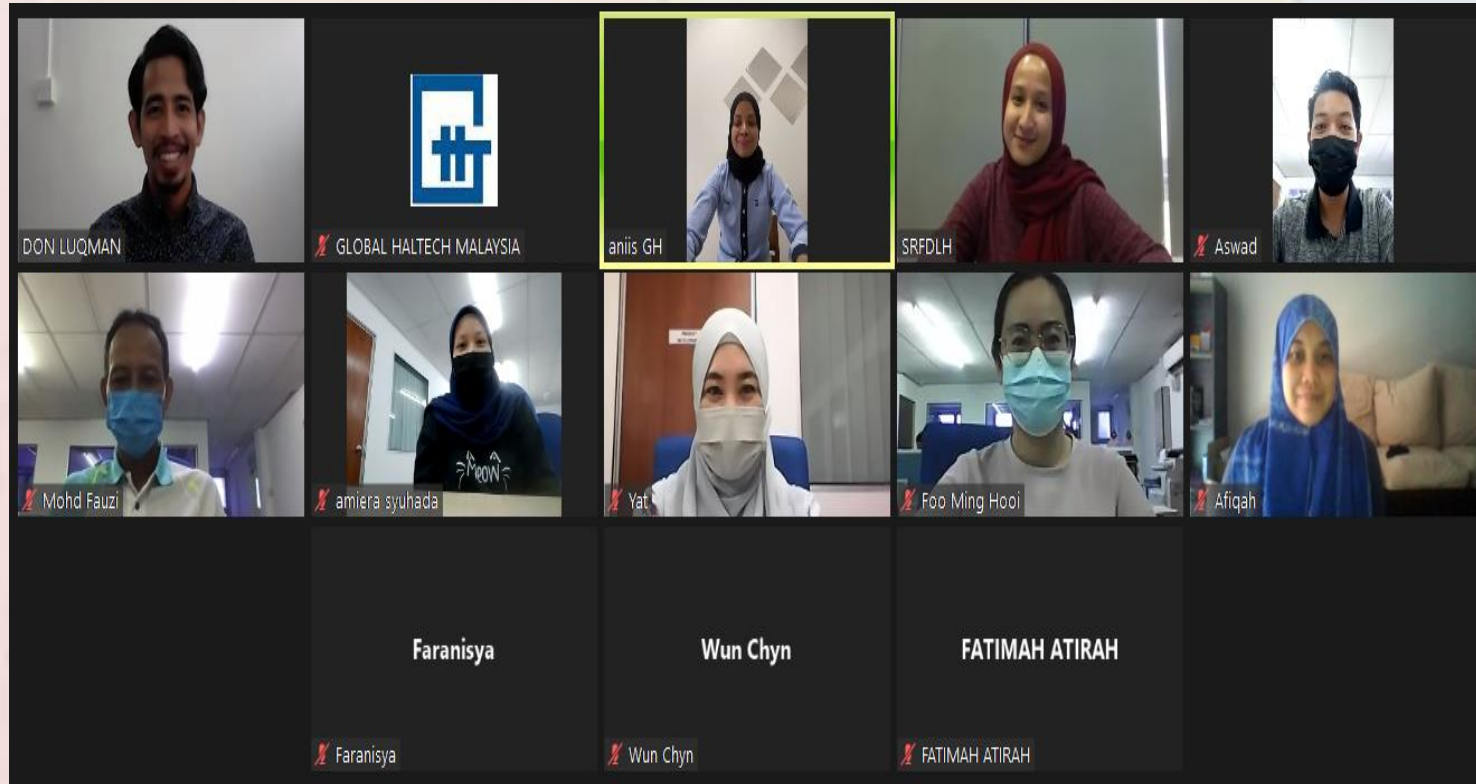 DON LUQMAN
GLOBAL HALTECH MALAYSIA
aniis GH
SRFDLH
Aswad
Mohd Fauzi
amiera syuhada
MEOW
Yat
Foo Ming Hooi
Afiqah
Faranisya
Faranisya
Wun Chyn
Wun Chyn
FATIMAH ATIRAH
FATIMAH ATIRAH